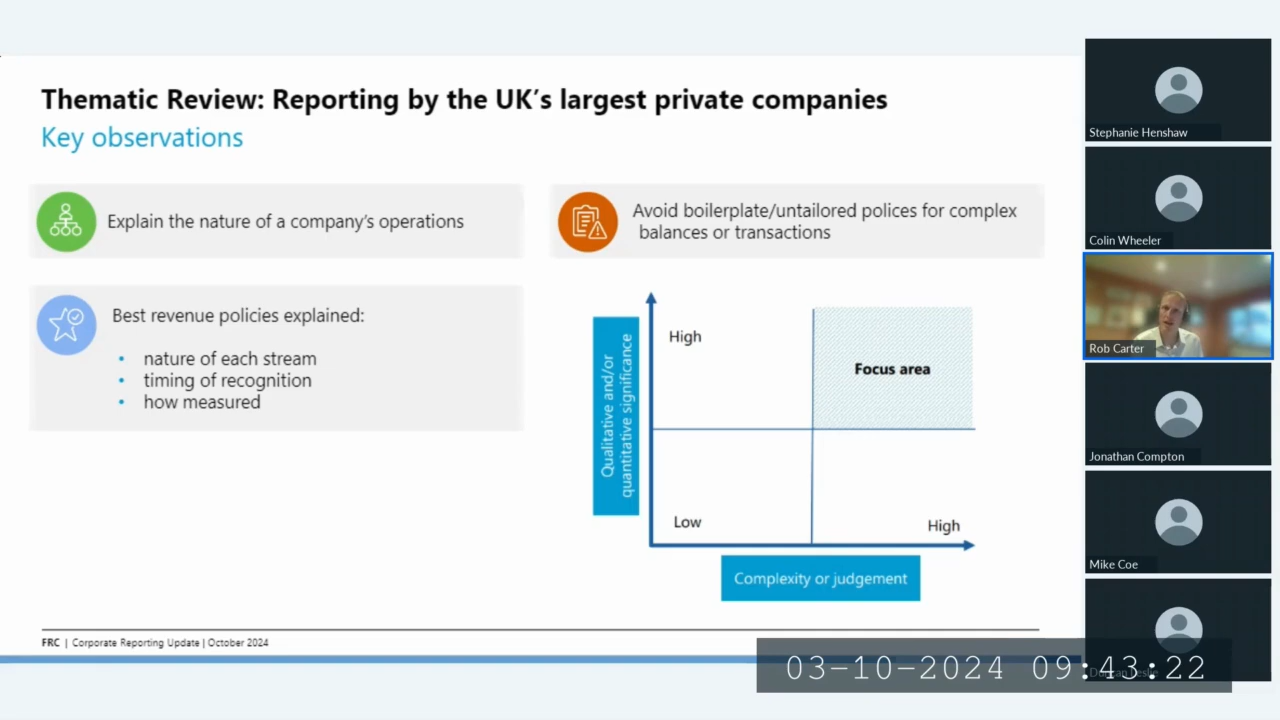 Thematic Review: Reporting by the UK's largest private companies
Key observations
Explain the nature of a company's operations
Avoid boilerplate/untailored polices for complex
balances or transactions
Best revenue policies explained:
• nature of each stream
• timing of recognition
• how measured
Qualitative and/or
quantitative significance
High
Focus area
Low
High
Complexity or judgement
FRC | Corporate Reporting Update | October 2024
Stephanie Henshaw
Colin Wheeler
Rob Carter
Jonathan Compton
Mike Coe
03-10-2024 09:43:22